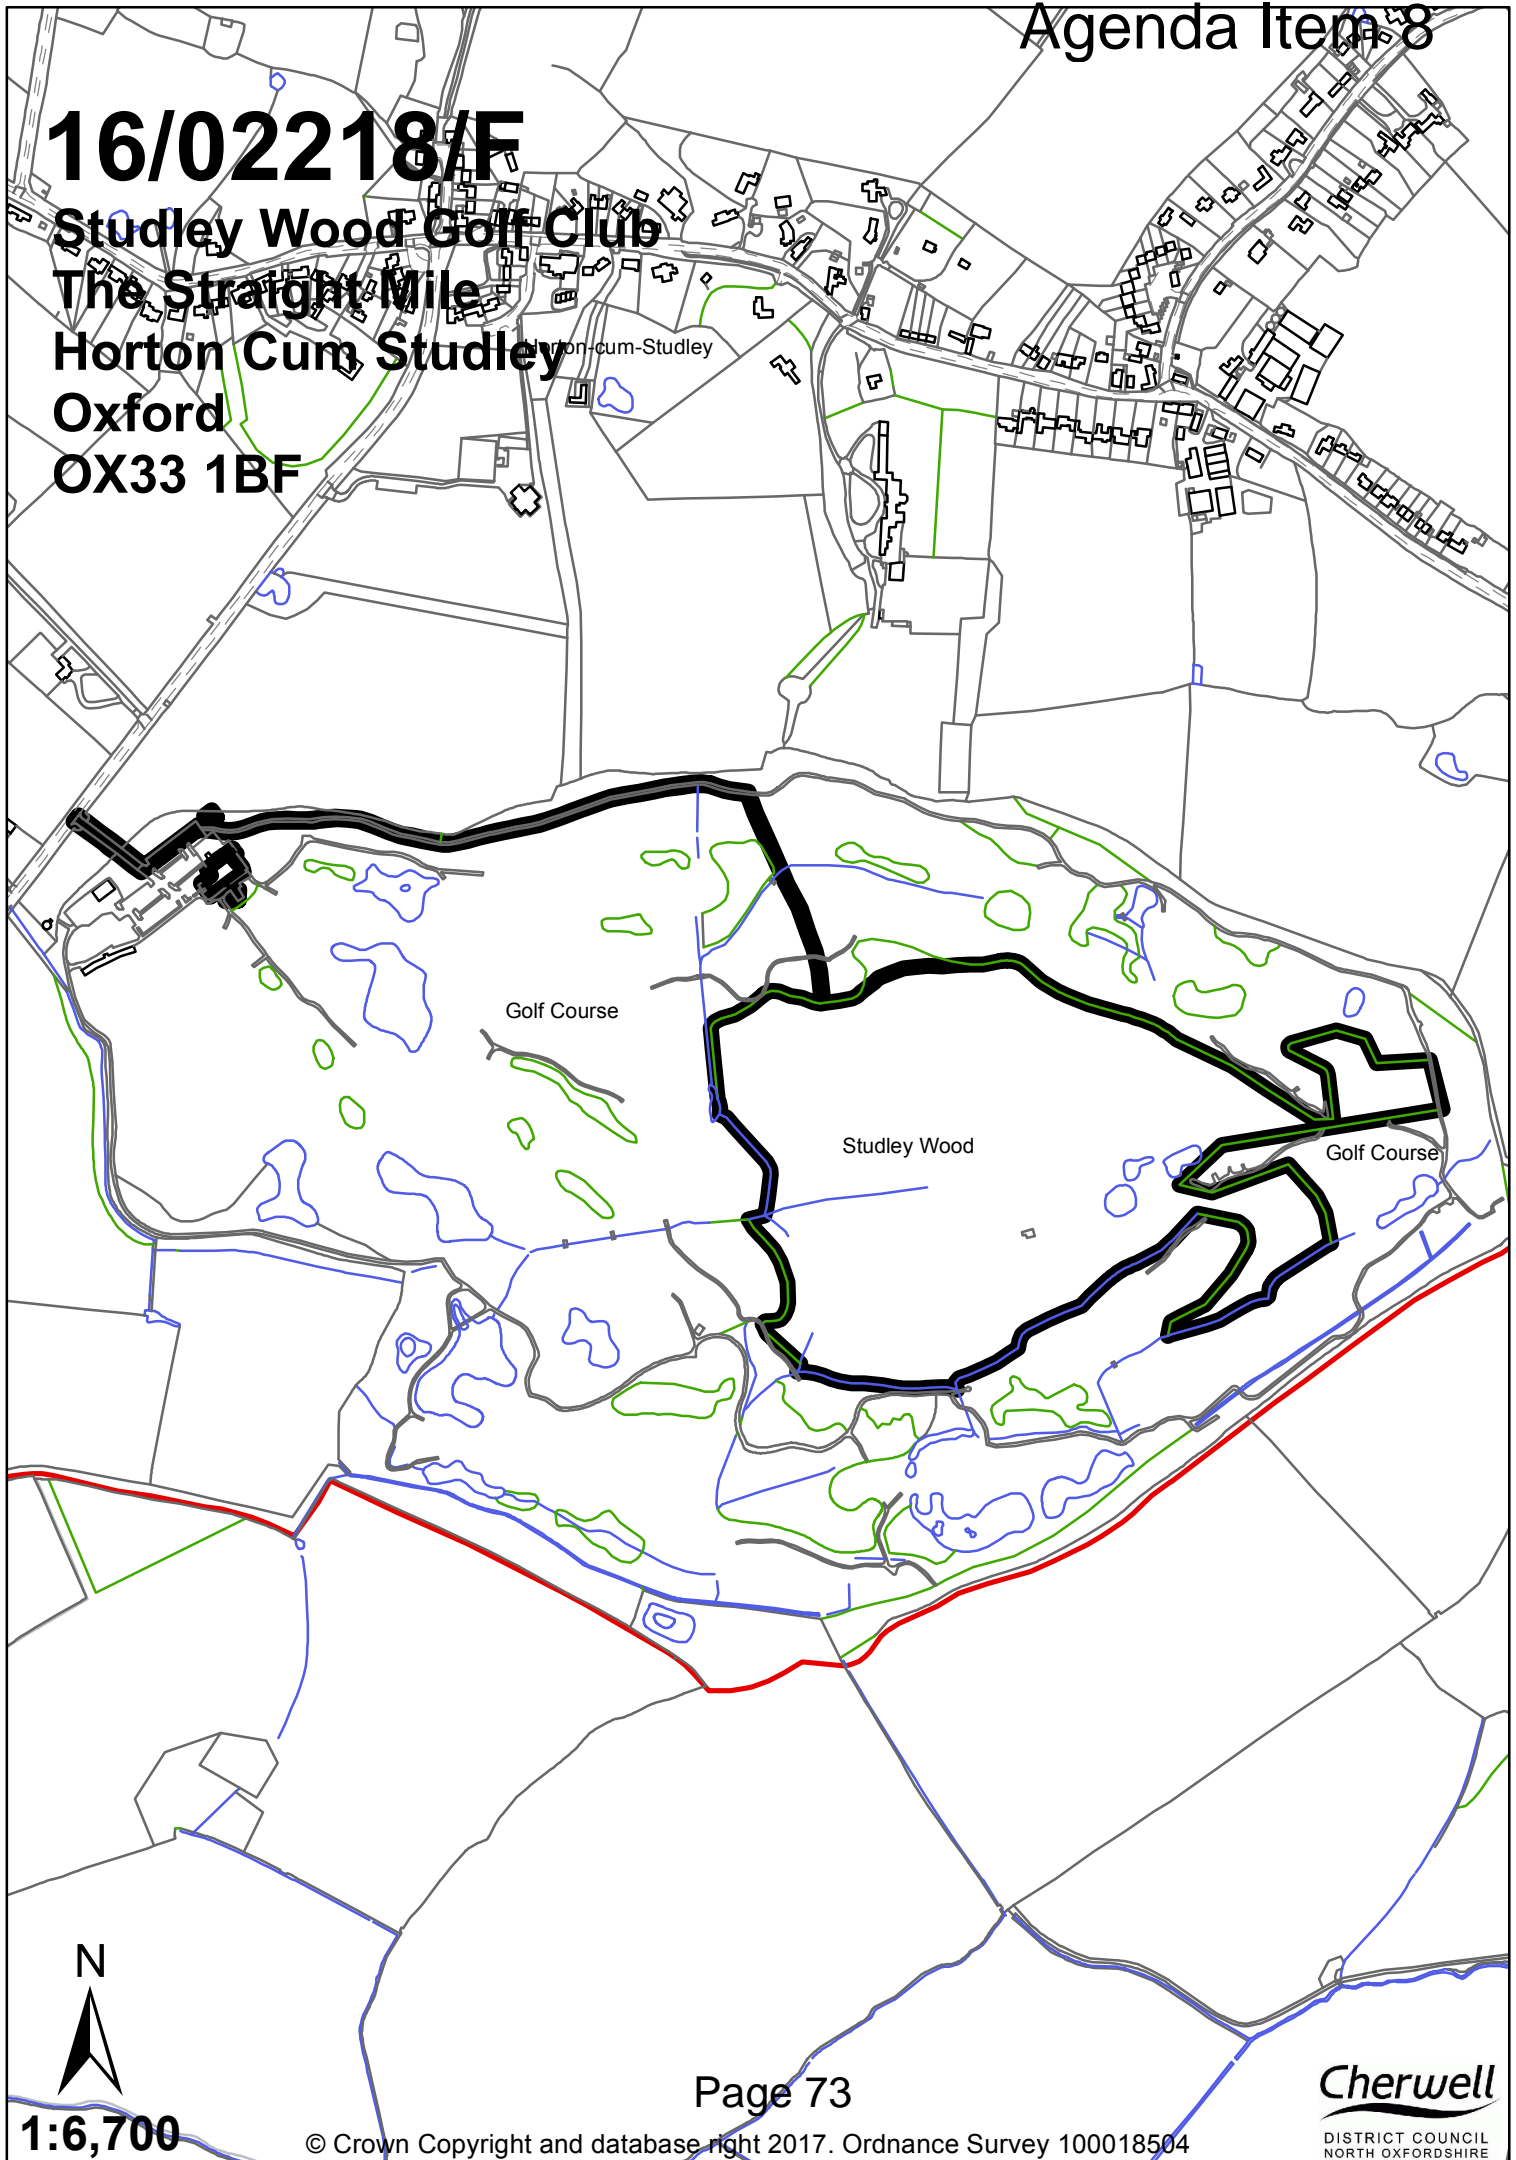 Agenda Item 8
16/02218/F
Studley Wood Golf Club
The Straight Mile
Horton Cum Studley
Oxford
OX33 1BF
Horton-cum-Studley
Golf Course
Studley Wood
Golf Course
N
1:6,700
Page 73
© Crown Copyright and database right 2017. Ordnance Survey 100018504
Cherwell
DISTRICT COUNCIL
NORTH OXFORDSHIRE